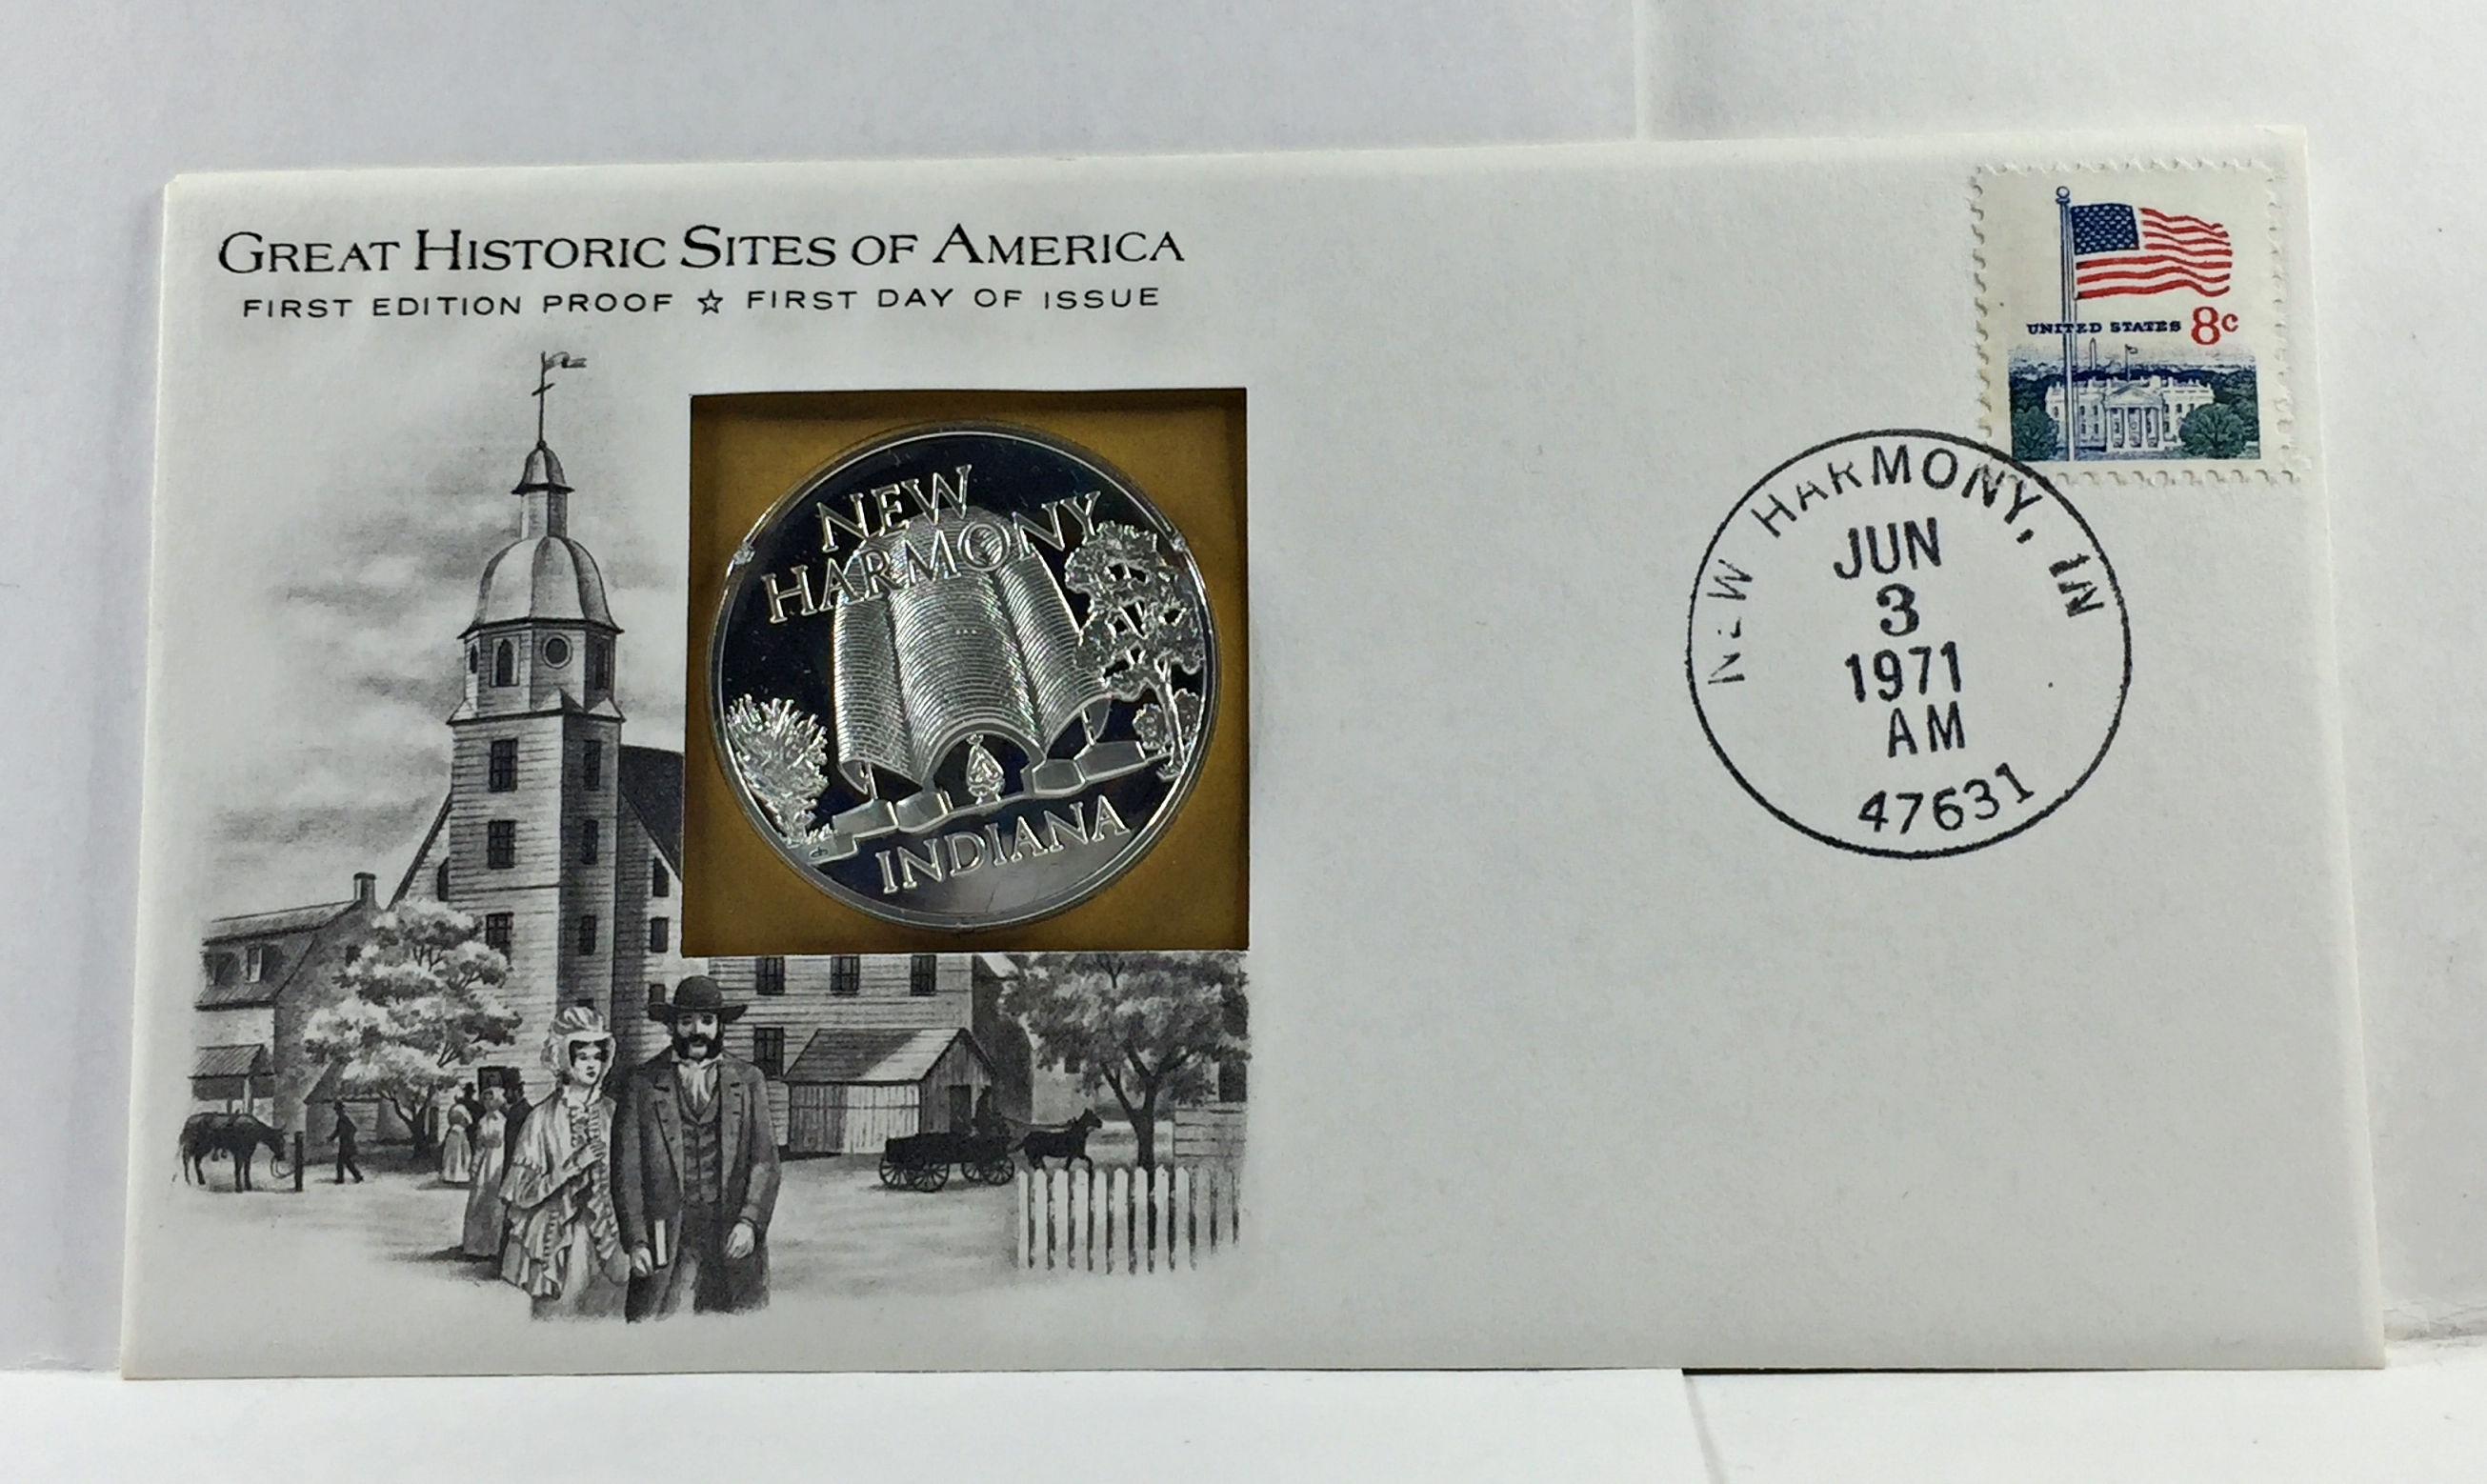 GREAT HISTORIC SITES OF AMERICA
FIRST EDITION PROOF ☆ FIRST DAY OF ISSUE
NEW
HARMONY
INDIANA
UNITED STATES 8c
NEW HARMONY, IN
JUN
3
1971
AM
47631